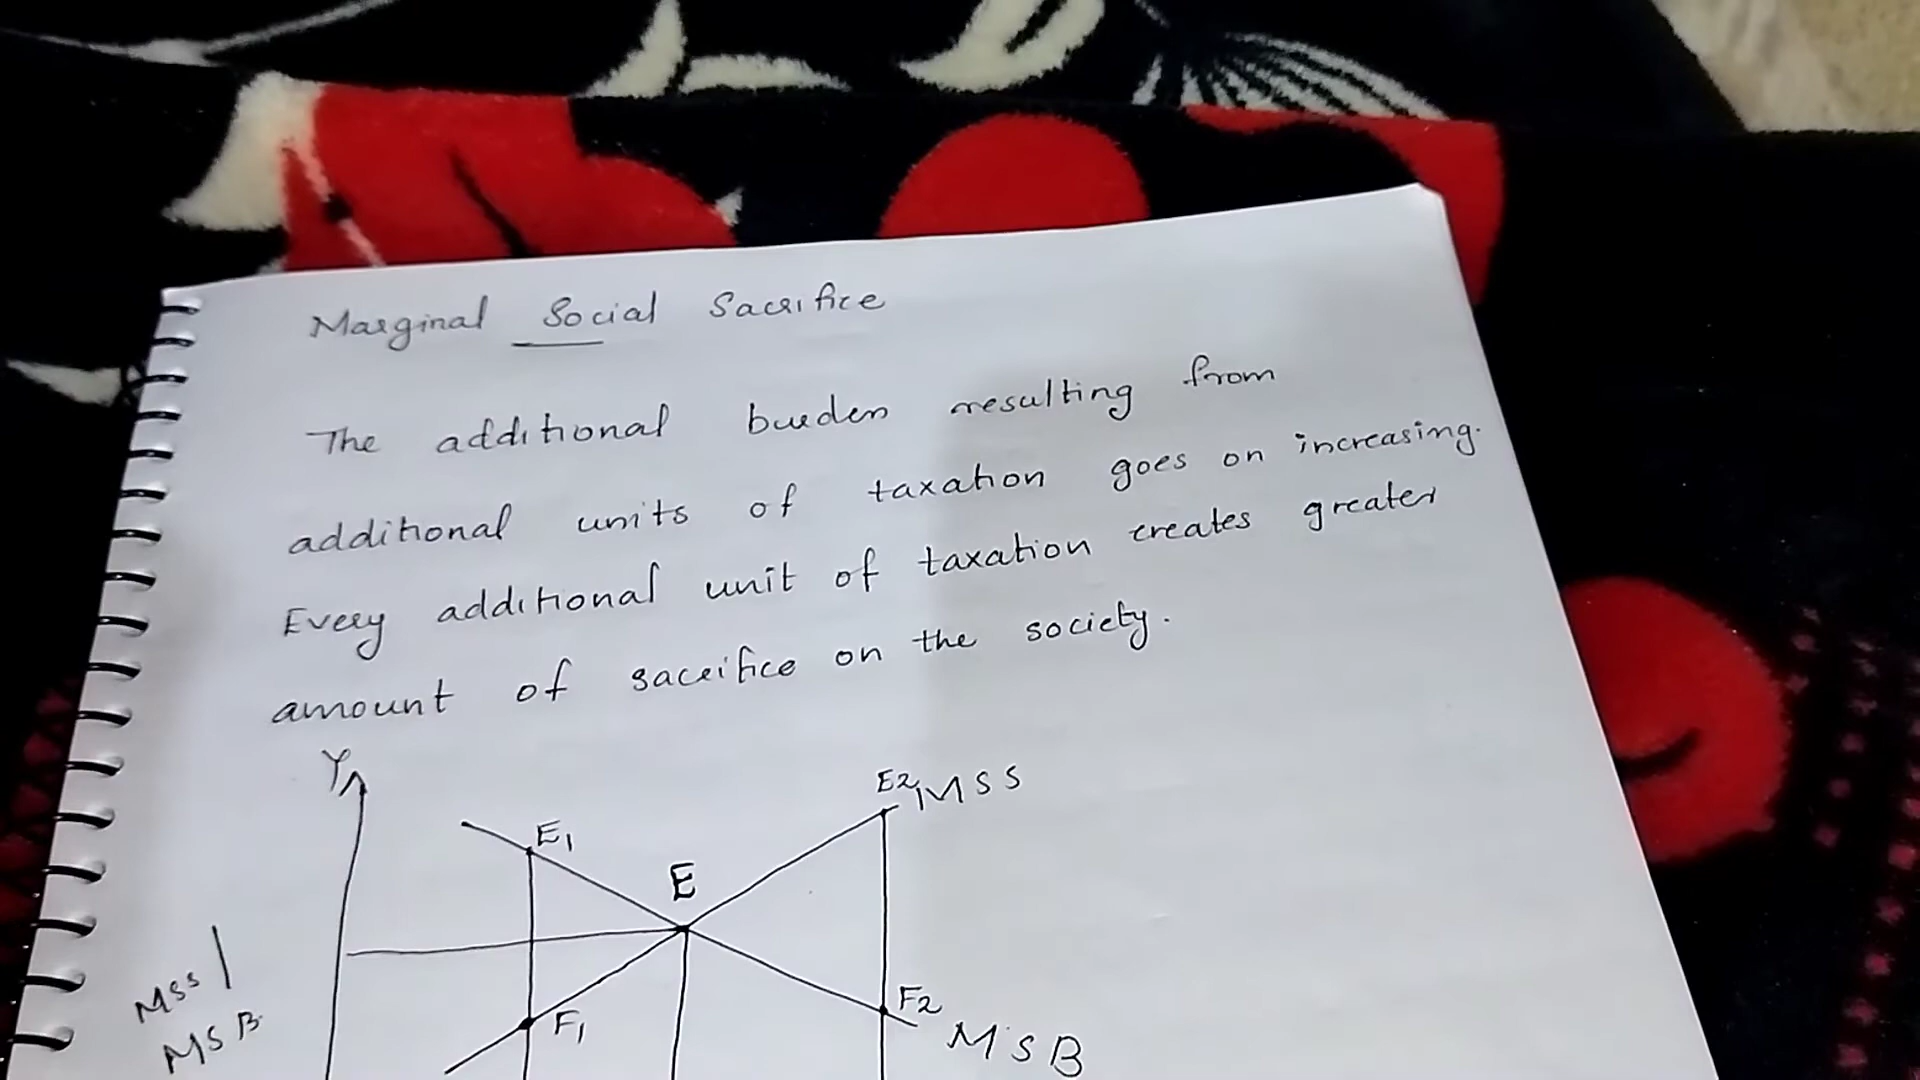 Marginal Social Sacrifice
The additional burden resulting from
additional units of taxation goes on increasing.
Every additional unit of taxation creates greater
amount of sacrifice on the society.
Y
E2 MSS
E1
E
MSS/
MSB
F1
F2
MSB